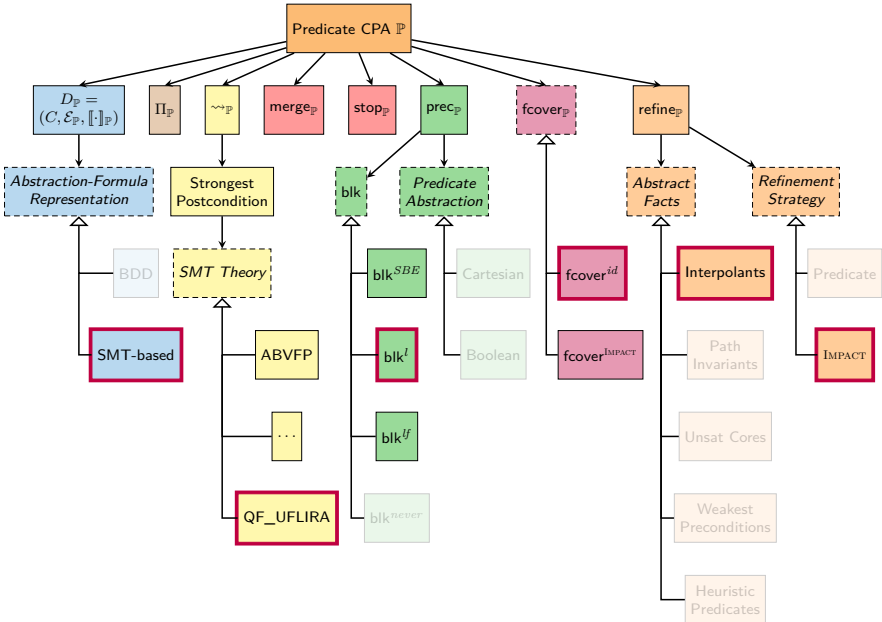 Predicate CPA ℙ
D_ℙ =
(C, ℰ_ℙ, ⟦·⟧_ℙ)
Π_ℙ
⇝_ℙ
merge_ℙ
stop_ℙ
prec_ℙ
fcover_ℙ
refine_ℙ
Abstraction-Formula
Representation
Strongest
Postcondition
blk
Predicate
Abstraction
Abstract
Facts
Refinement
Strategy
BDD
SMT Theory
blk^SBE
Cartesian
fcover^id
Interpolants
Predicate
SMT-based
ABVFP
blk^l
Boolean
fcover^IMPACT
Path
Invariants
IMPACT
···
blk^lf
Unsat Cores
QF_UFLIRA
blk^never
Weakest
Preconditions
Heuristic
Predicates